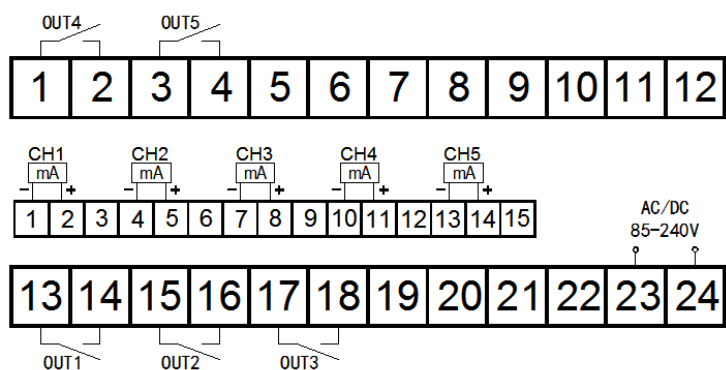 OUT4 OUT5
1 2 3 4 5 6 7 8 9 10 11 12
CH1 CH2 CH3 CH4 CH5
mA mA mA mA mA
- + - + - + - + - +
1 2 3 4 5 6 7 8 9 10 11 12 13 14 15
AC/DC
85-240V
13 14 15 16 17 18 19 20 21 22 23 24
OUT1 OUT2 OUT3